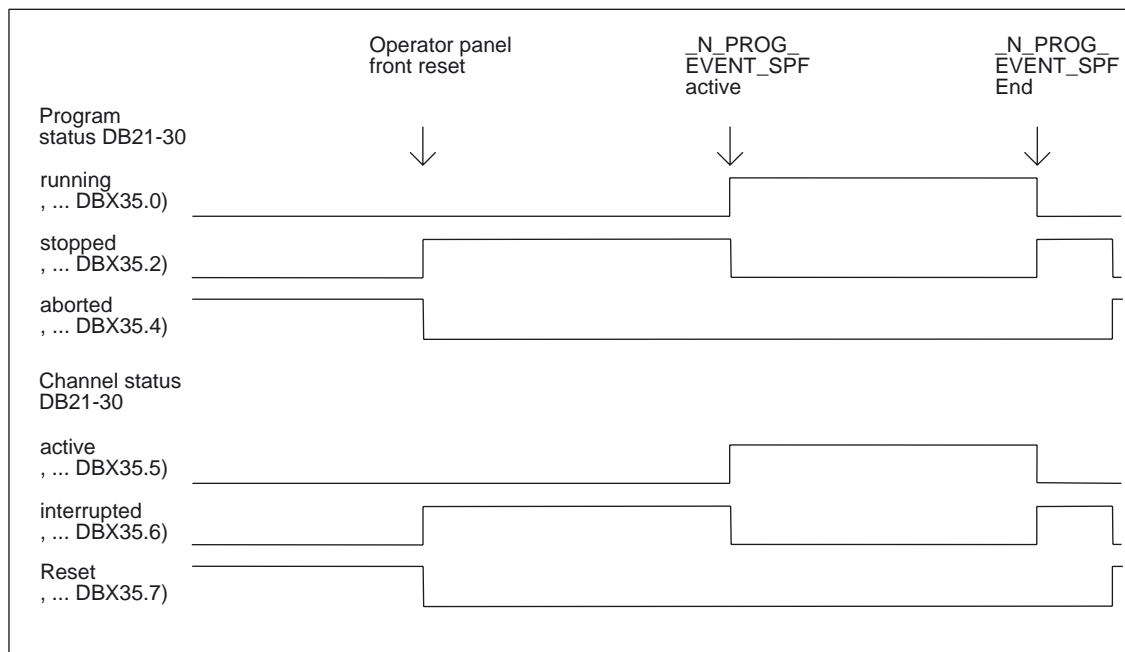 Operator panel
front reset
_N_PROG_
EVENT_SPF
active
_N_PROG_
EVENT_SPF
End
Program
status DB21-30
running
, ... DBX35.0)
stopped
, ... DBX35.2)
aborted
, ... DBX35.4)
Channel status
DB21-30
active
, ... DBX35.5)
interrupted
, ... DBX35.6)
Reset
, ... DBX35.7)